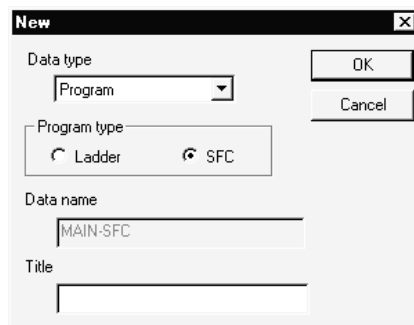 New
Data type
OK
Program
Cancel
Program type
Ladder
SFC
Data name
MAIN-SFC
Title